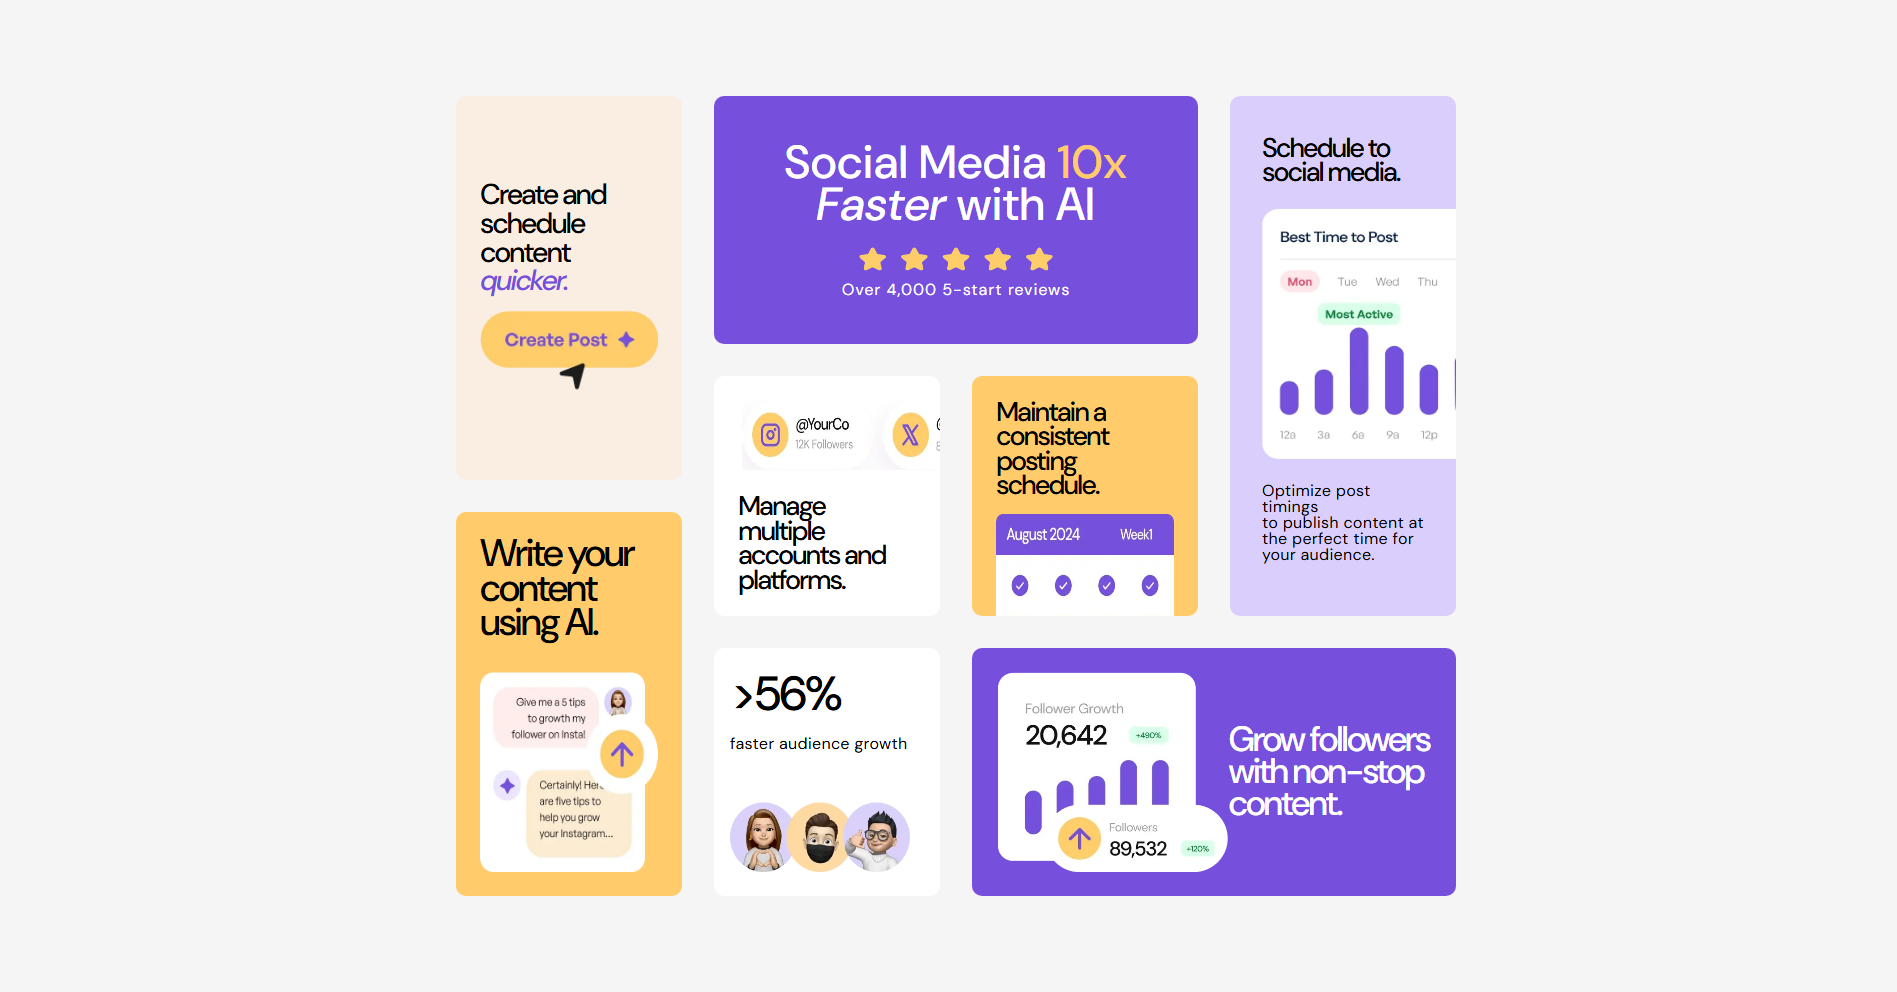 Create and
schedule
content
quicker.
Create Post
Social Media 10x
Faster with AI
Over 4,000 5-start reviews
Schedule to
social media.
Best Time to Post
Mon Tue Wed Thu
Most Active
12a 3a 6a 9a 12p
Optimize post
timings
to publish content at
the perfect time for
your audience.
@YourCo
12K Followers
Manage
multiple
accounts and
platforms.
Maintain a
consistent
posting
schedule.
August 2024 Week1
Write your
content
using AI.
Give me a 5 tips
to growth my
follower on Insta!
Certainly! Here
are five tips to
help you grow
your Instagram...
>56%
faster audience growth
Follower Growth
20,642 +490%
Followers
89,532 +120%
Grow followers
with non-stop
content.